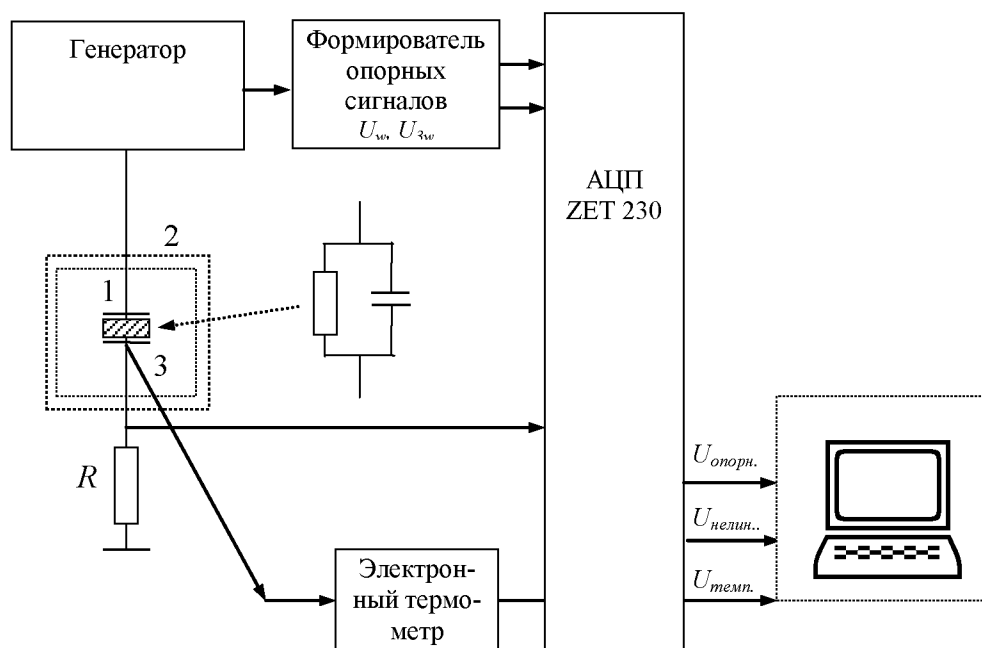 Генератор
Формирователь
опорных
сигналов
U_w, U_3w
АЦП
ZET 230
2
1
3
R
U_опорн.
U_нелин..
U_темп.
Электрон-
ный термо-
метр